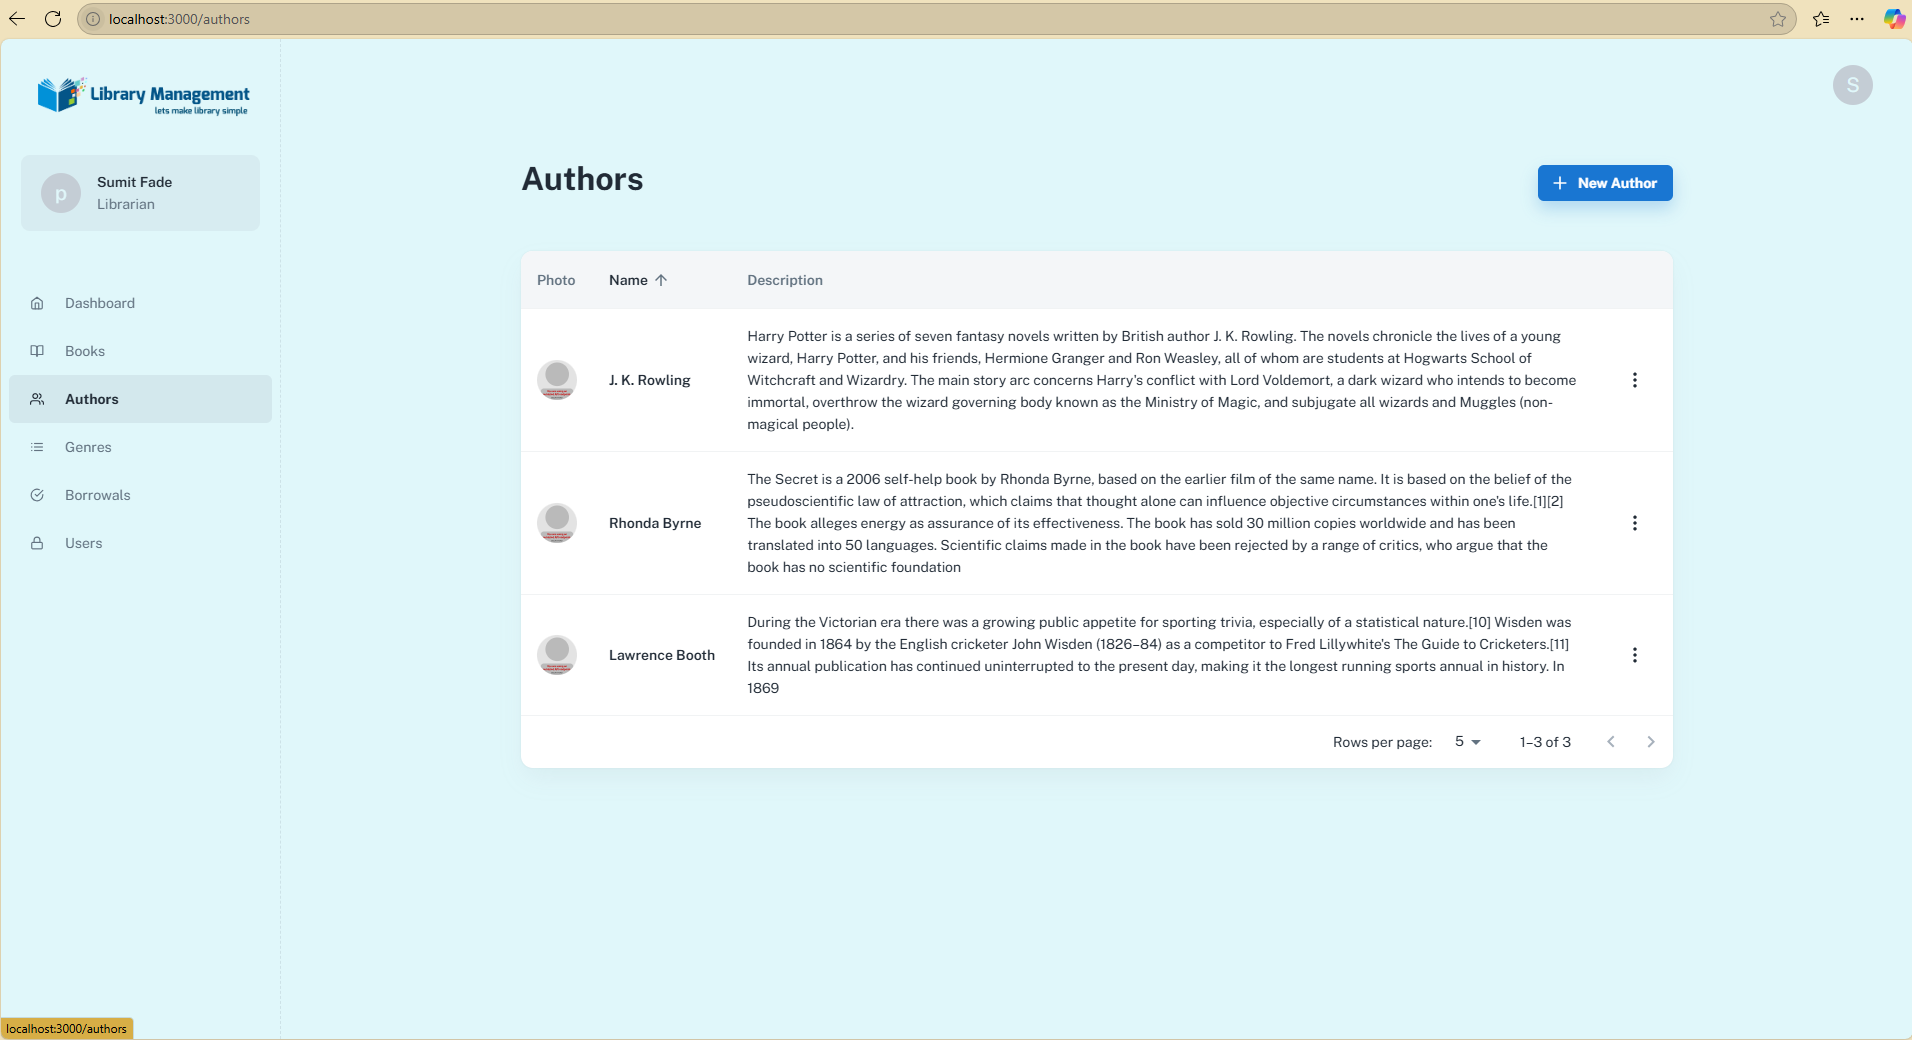 localhost:3000/authors
Library Management
lets make library simple
S
p
Sumit Fade
Librarian
Dashboard
Books
Authors
Genres
Borrowals
Users
Authors
New Author
Photo Name Description
J. K. Rowling
Harry Potter is a series of seven fantasy novels written by British author J. K. Rowling. The novels chronicle the lives of a young
wizard, Harry Potter, and his friends, Hermione Granger and Ron Weasley, all of whom are students at Hogwarts School of
Witchcraft and Wizardry. The main story arc concerns Harry's conflict with Lord Voldemort, a dark wizard who intends to become
immortal, overthrow the wizard governing body known as the Ministry of Magic, and subjugate all wizards and Muggles (non-
magical people).
Rhonda Byrne
The Secret is a 2006 self-help book by Rhonda Byrne, based on the earlier film of the same name. It is based on the belief of the
pseudoscientific law of attraction, which claims that thought alone can influence objective circumstances within one's life.[1][2]
The book alleges energy as assurance of its effectiveness. The book has sold 30 million copies worldwide and has been
translated into 50 languages. Scientific claims made in the book have been rejected by a range of critics, who argue that the
book has no scientific foundation
Lawrence Booth
During the Victorian era there was a growing public appetite for sporting trivia, especially of a statistical nature.[10] Wisden was
founded in 1864 by the English cricketer John Wisden (1826–84) as a competitor to Fred Lillywhite's The Guide to Cricketers.[11]
Its annual publication has continued uninterrupted to the present day, making it the longest running sports annual in history. In
1869
Rows per page: 5 1–3 of 3
localhost:3000/authors